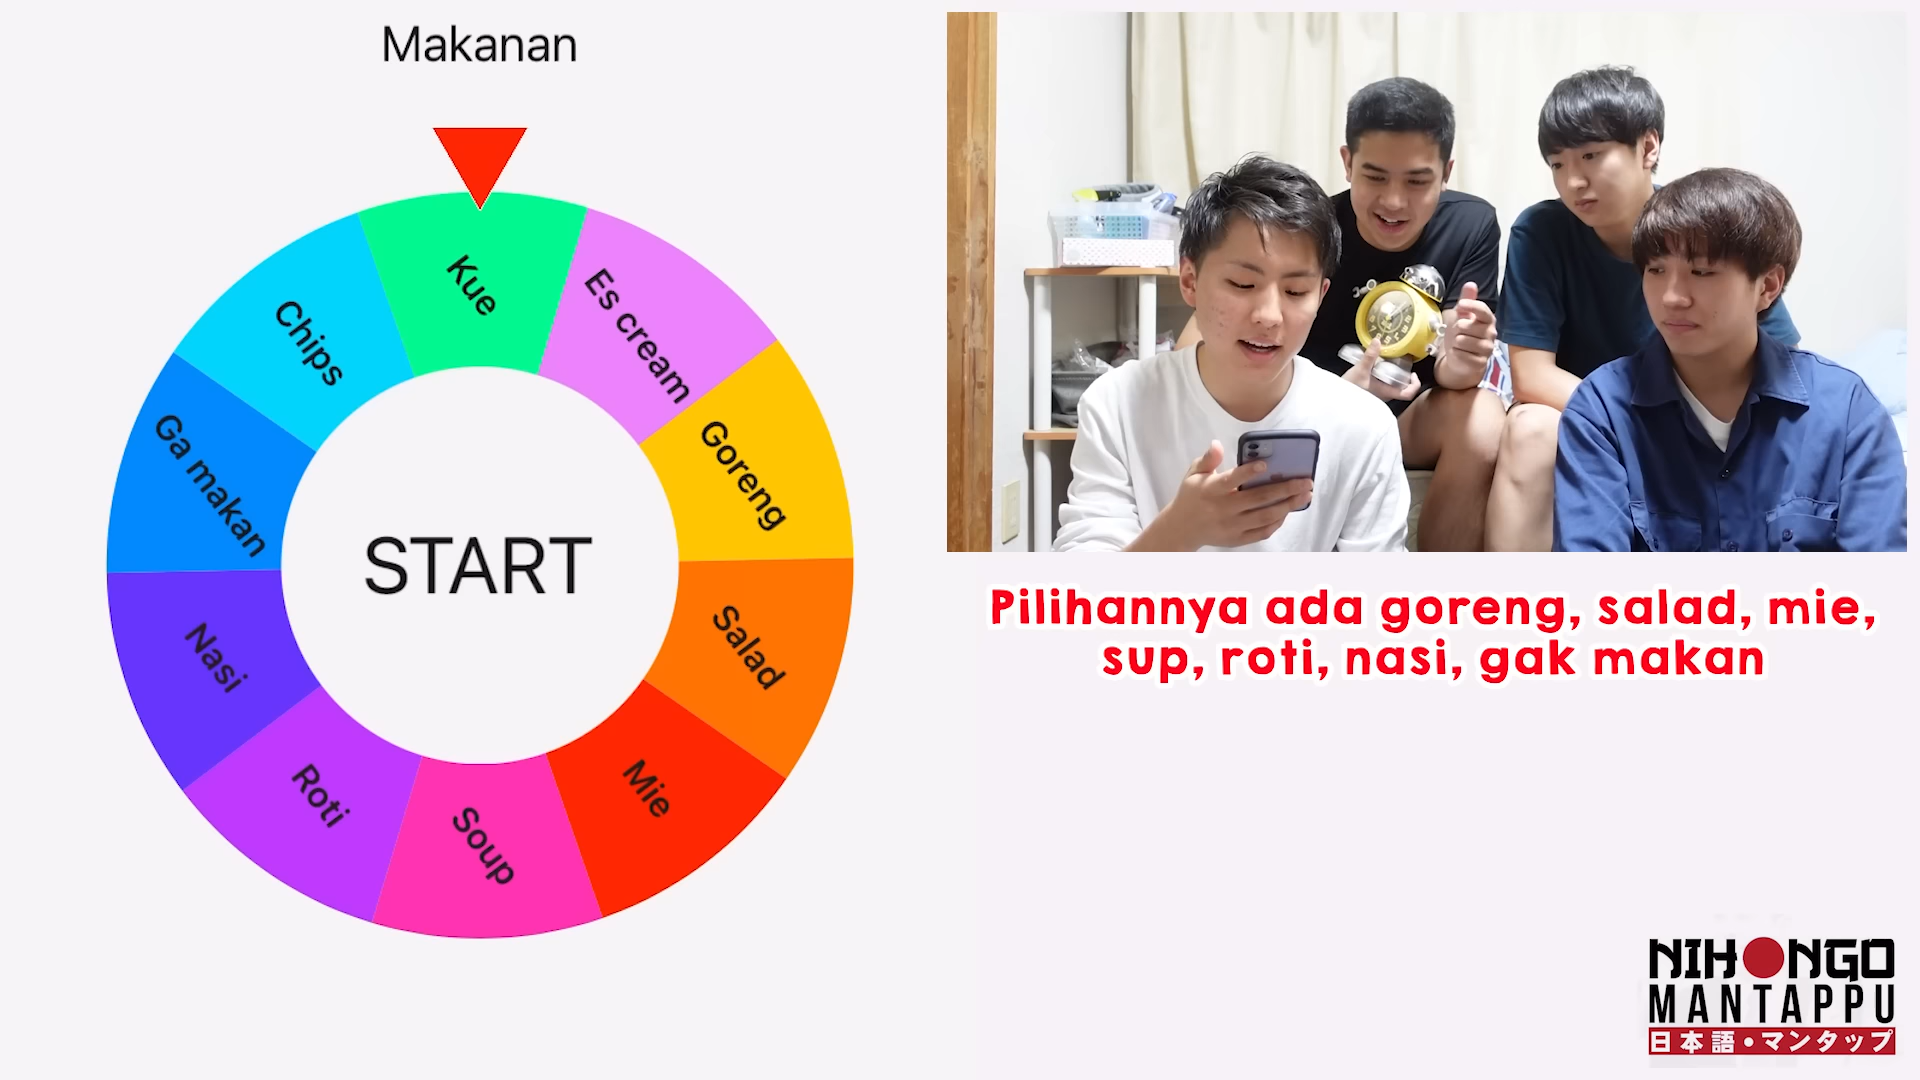 Makanan
Kue
Es cream
Goreng
Salad
Mie
Soup
Roti
Nasi
Ga makan
Chips
START
Pilihannya ada goreng, salad, mie,
sup, roti, nasi, gak makan
NIHONGO
MANTAPPU
日本語・マンタップ